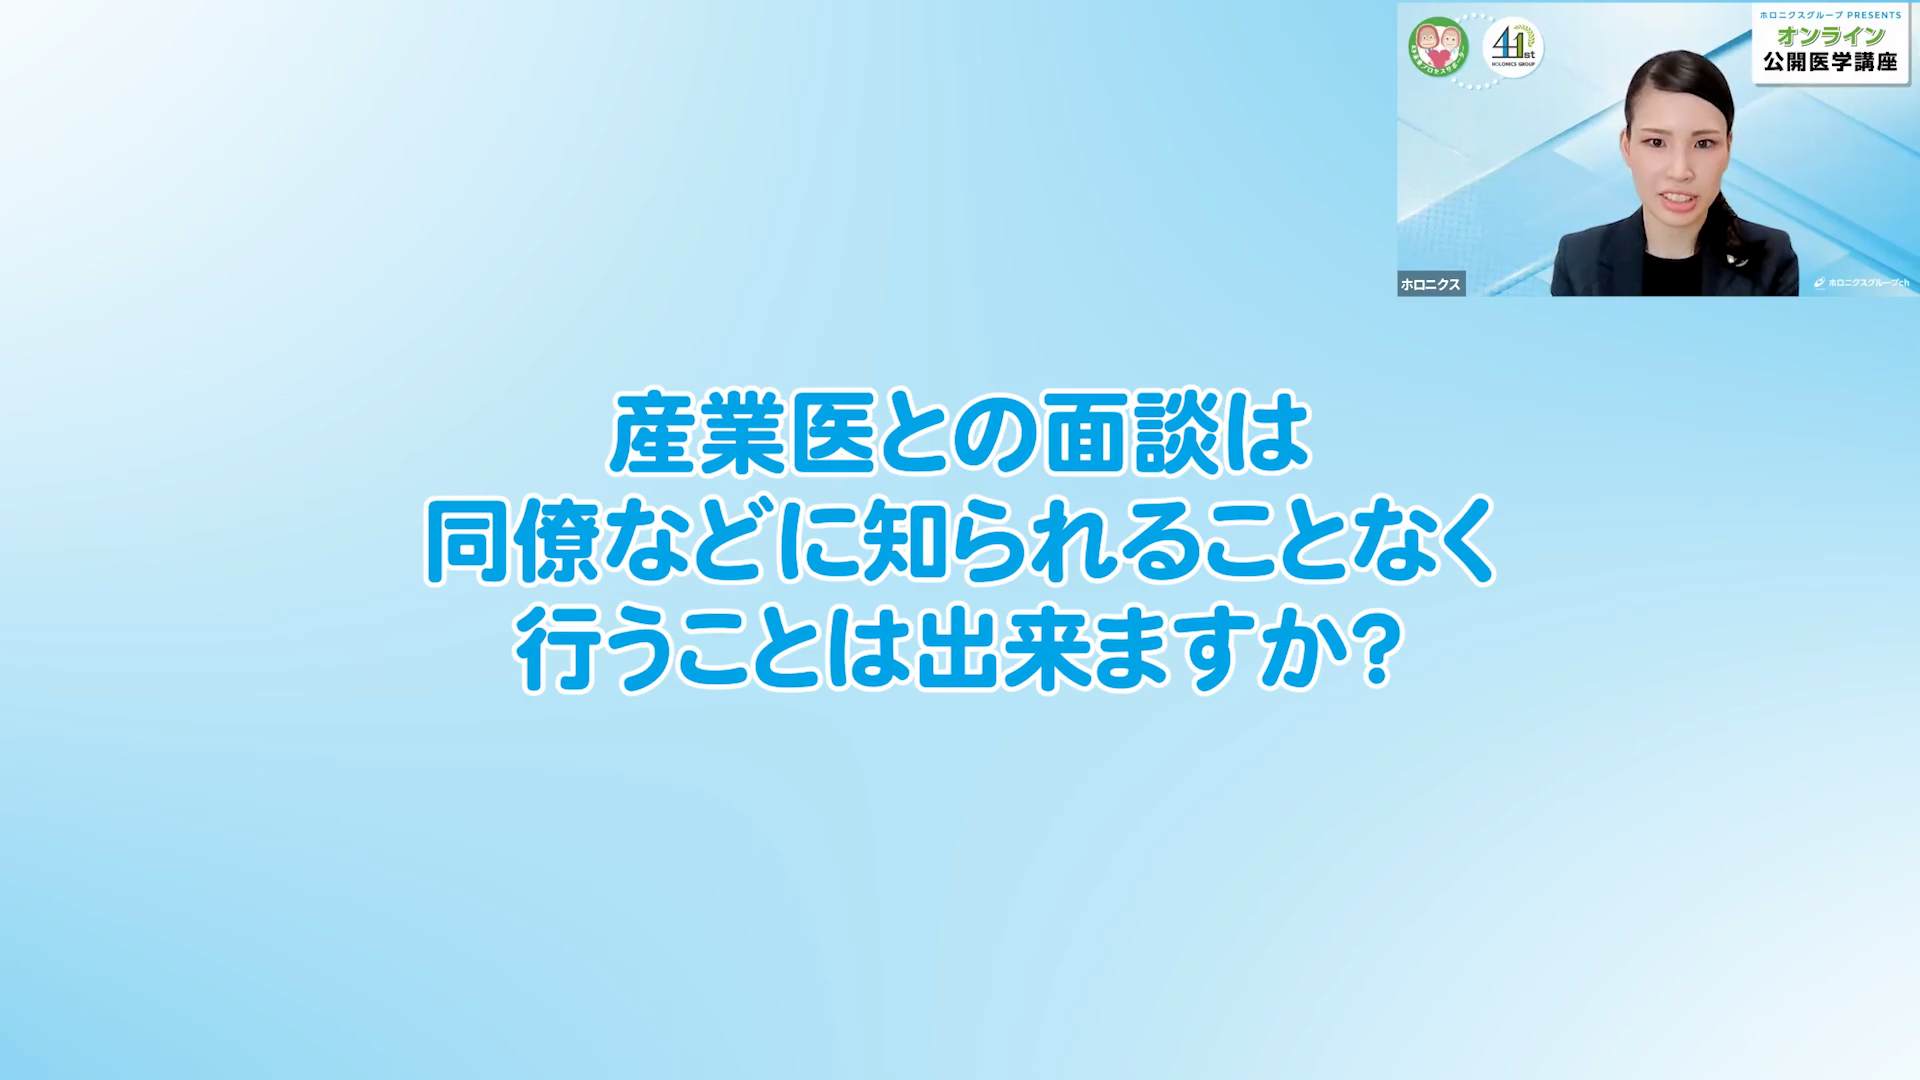 ホロニクスグループ PRESENTS
オンライン
公開医学講座
41st
HOLONICS GROUP
ホロニクス
ホロニクスグループch
産業医との面談は
同僚などに知られることなく
行うことは出来ますか?